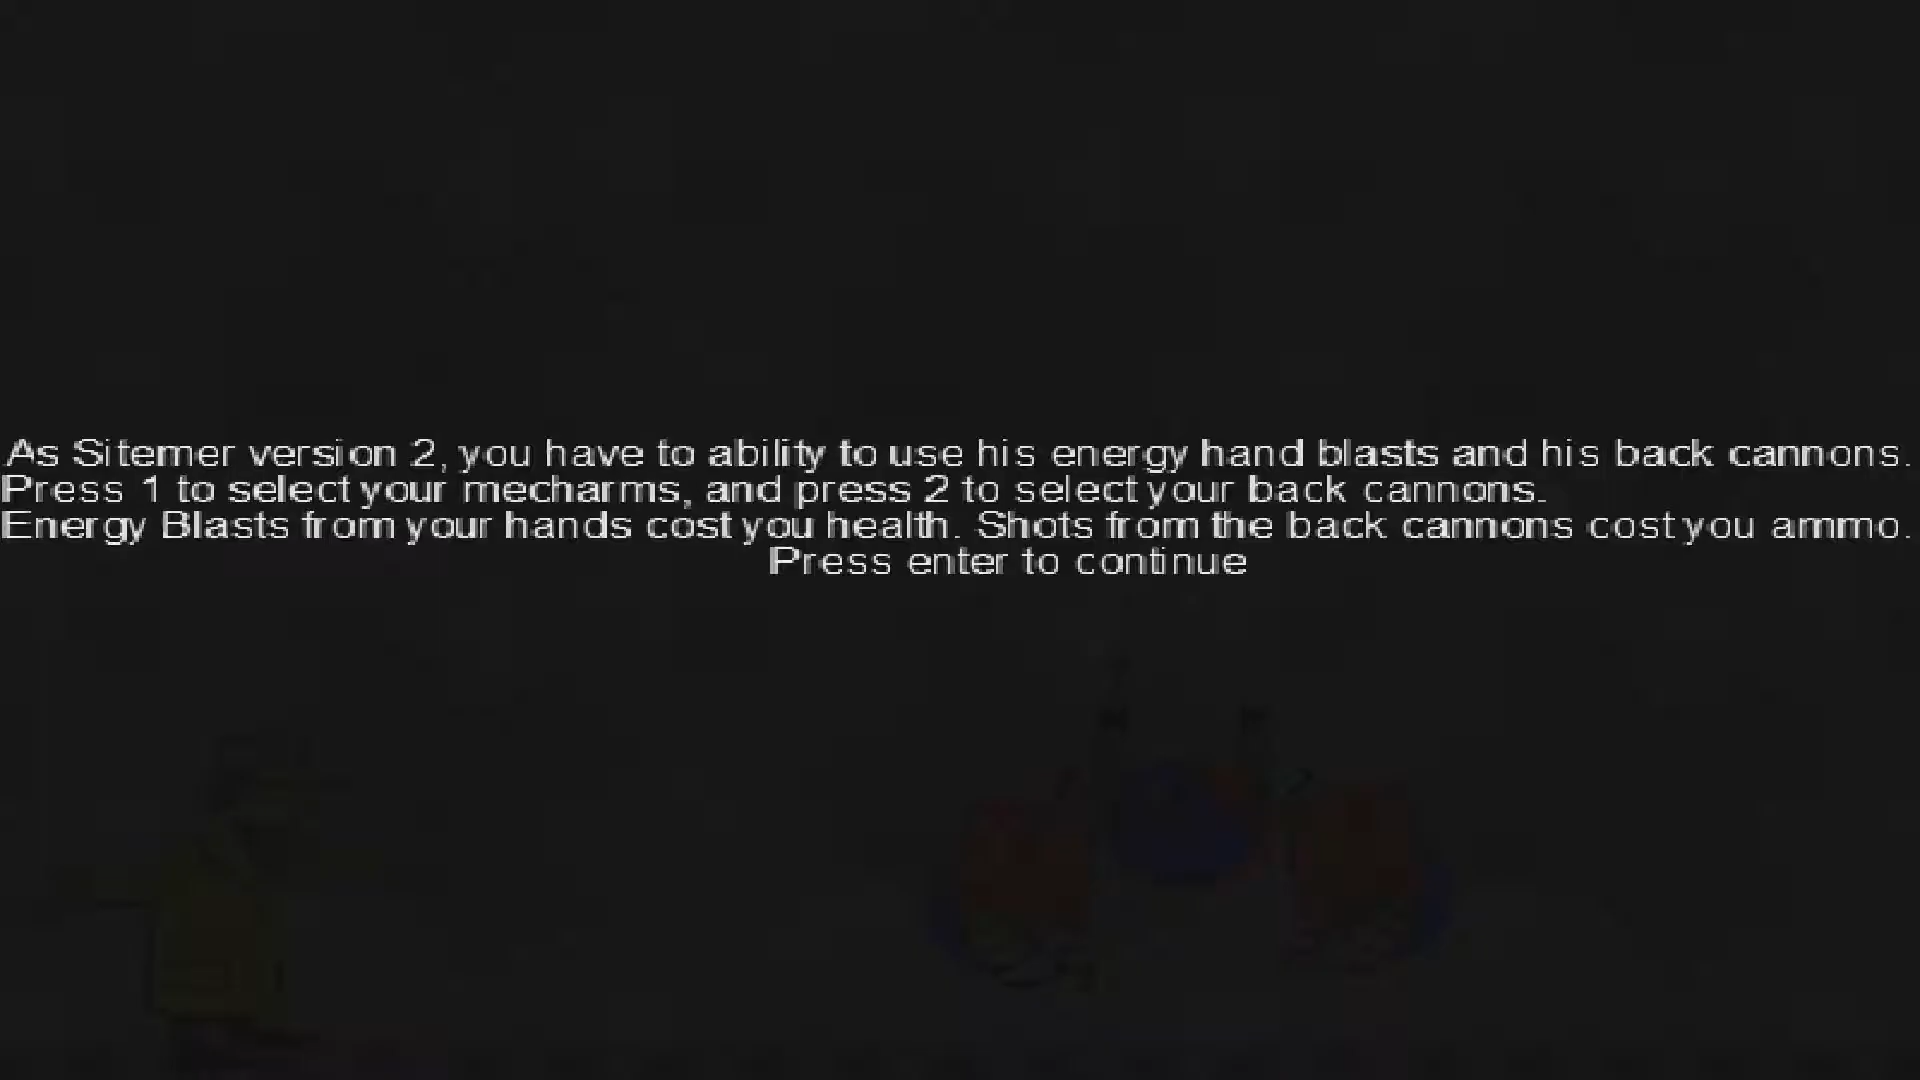 As Sitemer version 2, you have to ability to use his energy hand blasts and his back cannons.
Press 1 to select your mecharms, and press 2 to select your back cannons.
Energy Blasts from your hands cost you health. Shots from the back cannons cost you ammo.
Press enter to continue